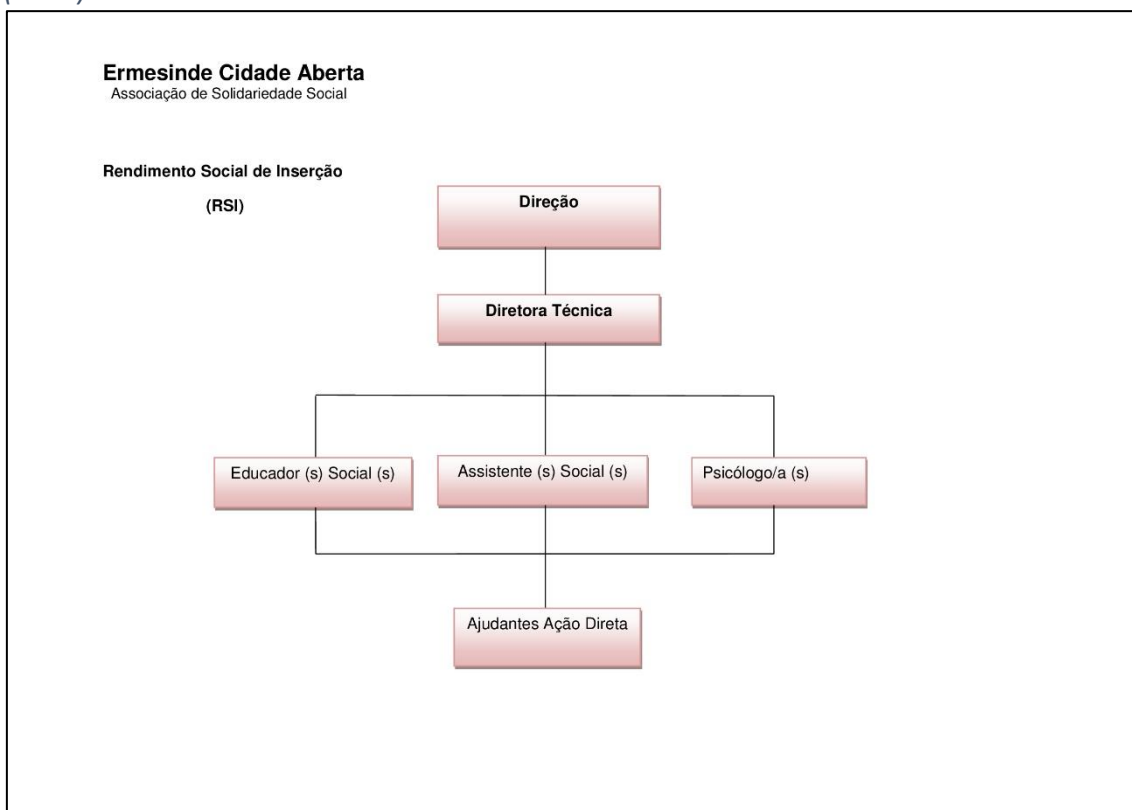 Ermesinde Cidade Aberta
Associação de Solidariedade Social
Rendimento Social de Inserção
(RSI)
Direção
Diretora Técnica
Educador (s) Social (s)
Assistente (s) Social (s)
Psicólogo/a (s)
Ajudantes Ação Direta